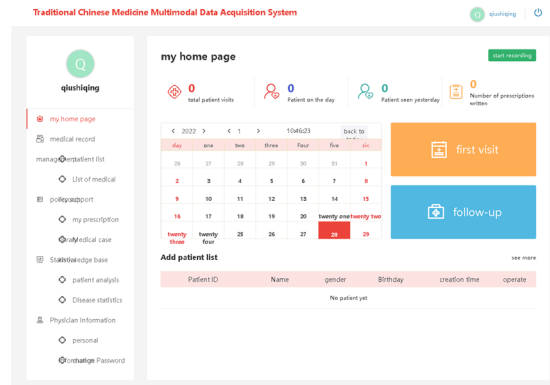 Traditional Chinese Medicine Multimodal Data Acquisition System
Q
qiushiqing
Q
qiushiqing
my home page
medical record
patient list
List of medical
my prescription
medical case
knowledge base
patient analysis
Disease statistics
Physician Information
personal
change Password
my home page
start recording
0
total patient visits
0
Patient on the day
0
Patient seen yesterday
0
Number of prescriptions
written
< 2022 > < 1 > 10:46:23 back to
day one two three Four five six
26 27 28 29 30 31 1
2 3 4 5 6 7 8
9 10 11 12 13 14 15
16 17 18 19 20 twenty one twenty two
twenty three twenty four 25 26 27 28 29
first visit
follow-up
Add patient list
see more
Patient ID Name gender Birthday creation time operate
No patient yet